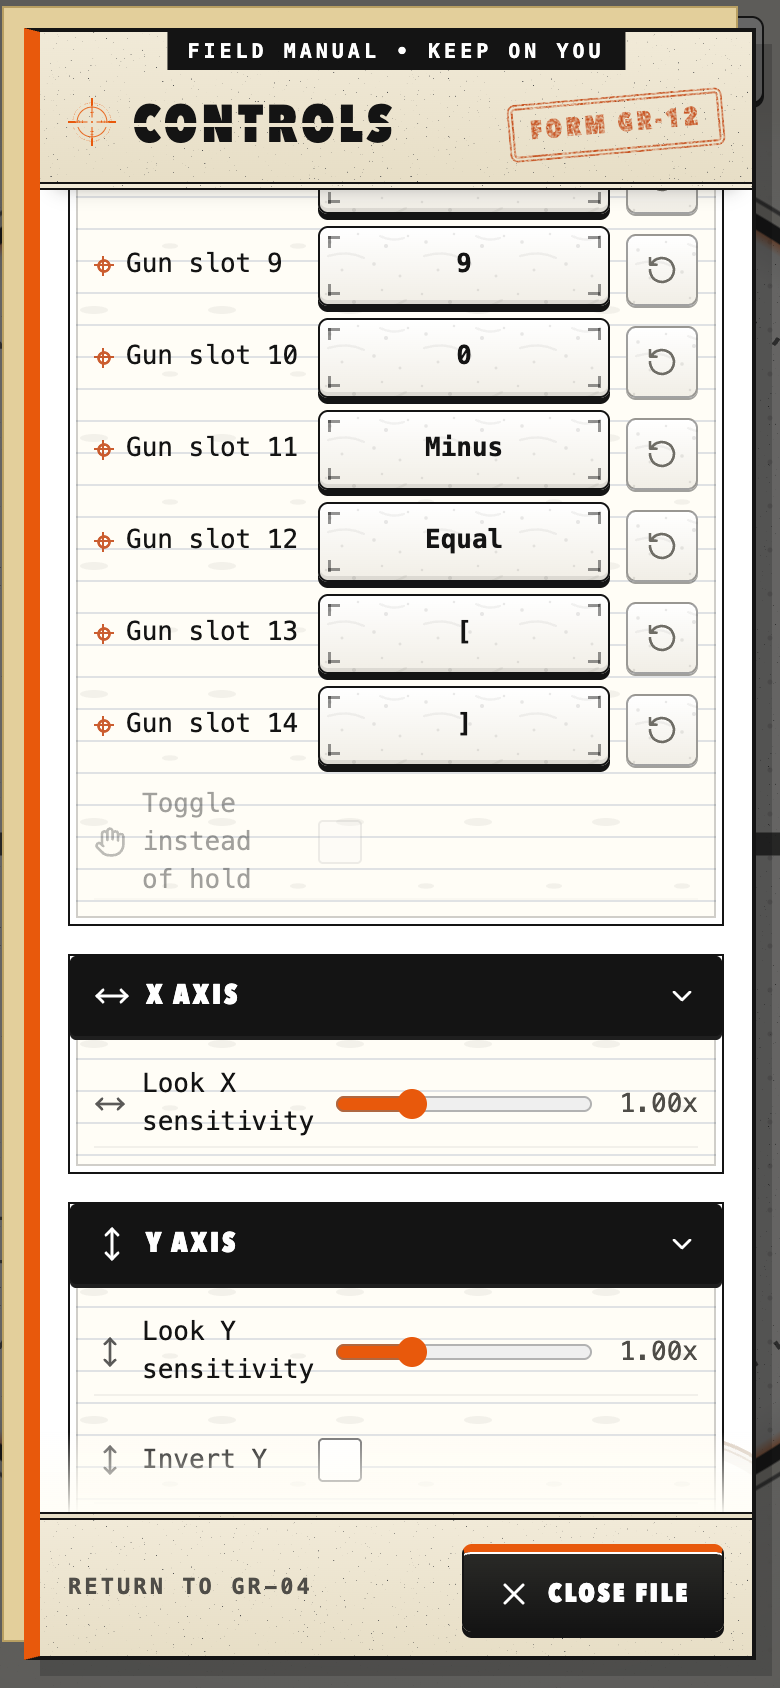 FIELD MANUAL • KEEP ON YOU
CONTROLS
FORM GR-12
Gun slot 9
9
Gun slot 10
0
Gun slot 11
Minus
Gun slot 12
Equal
Gun slot 13
[
Gun slot 14
]
Toggle
instead
of hold
X AXIS
Look X
sensitivity
1.00x
Y AXIS
Look Y
sensitivity
1.00x
Invert Y
RETURN TO GR-04
CLOSE FILE